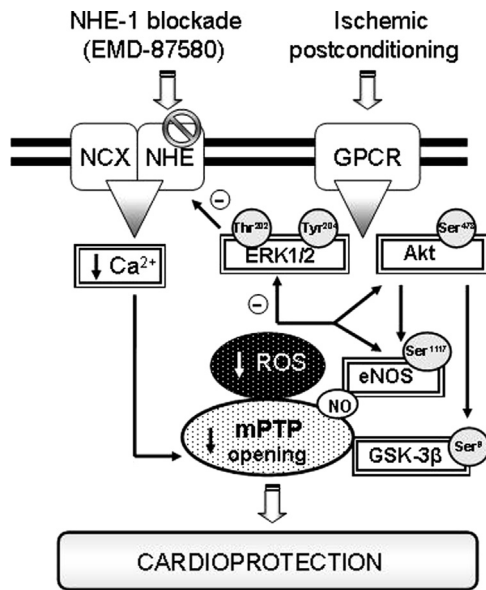 NHE-1 blockade
(EMD-87580)
Ischemic
postconditioning
NCX
NHE
GPCR
⊖
Thr²⁰²
Tyr²⁰⁴
ERK1/2
Ser⁴⁷³
Akt
↓ Ca²⁺
⊖
↓ ROS
Ser¹¹¹⁷
eNOS
NO
↓ mPTP
opening
GSK-3β
Ser⁹
CARDIOPROTECTION